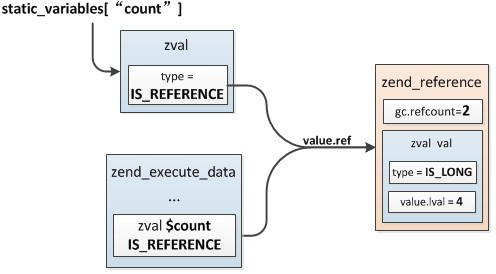 static_variables[“count”]
zval
type =
IS_REFERENCE
zend_execute_data
...
zval $count
IS_REFERENCE
value.ref
zend_reference
gc.refcount=2
zval val
type = IS_LONG
value.lval = 4